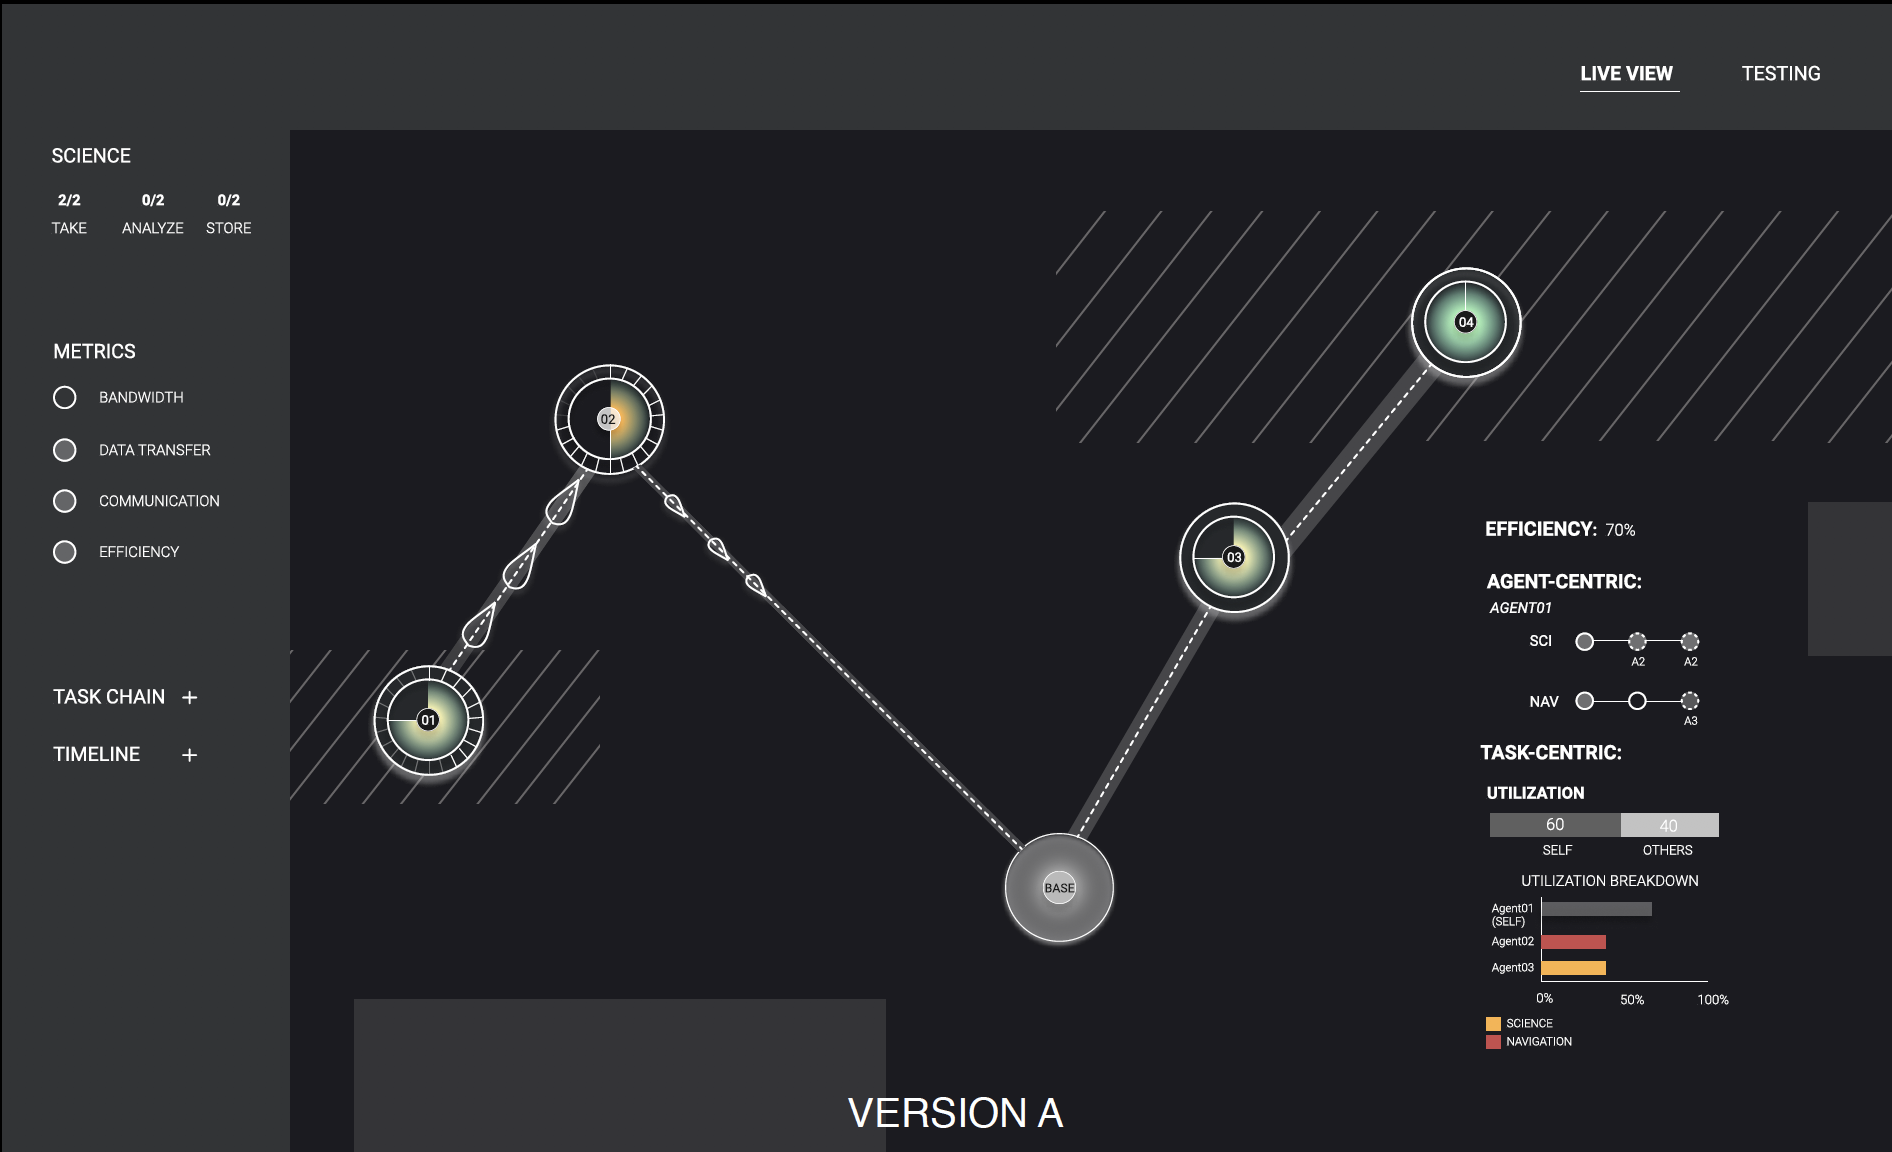 LIVE VIEW TESTING
SCIENCE
2/2 0/2 0/2
TAKE ANALYZE STORE
METRICS
BANDWIDTH
DATA TRANSFER
COMMUNICATION
EFFICIENCY
TASK CHAIN +
TIMELINE +
04
02
03
01
BASE
EFFICIENCY: 70%
AGENT-CENTRIC:
AGENT01
SCI
A2 A2
NAV
A3
TASK-CENTRIC:
UTILIZATION
60 40
SELF OTHERS
UTILIZATION BREAKDOWN
Agent01
(SELF)
Agent02
Agent03
0% 50% 100%
SCIENCE
NAVIGATION
VERSION A